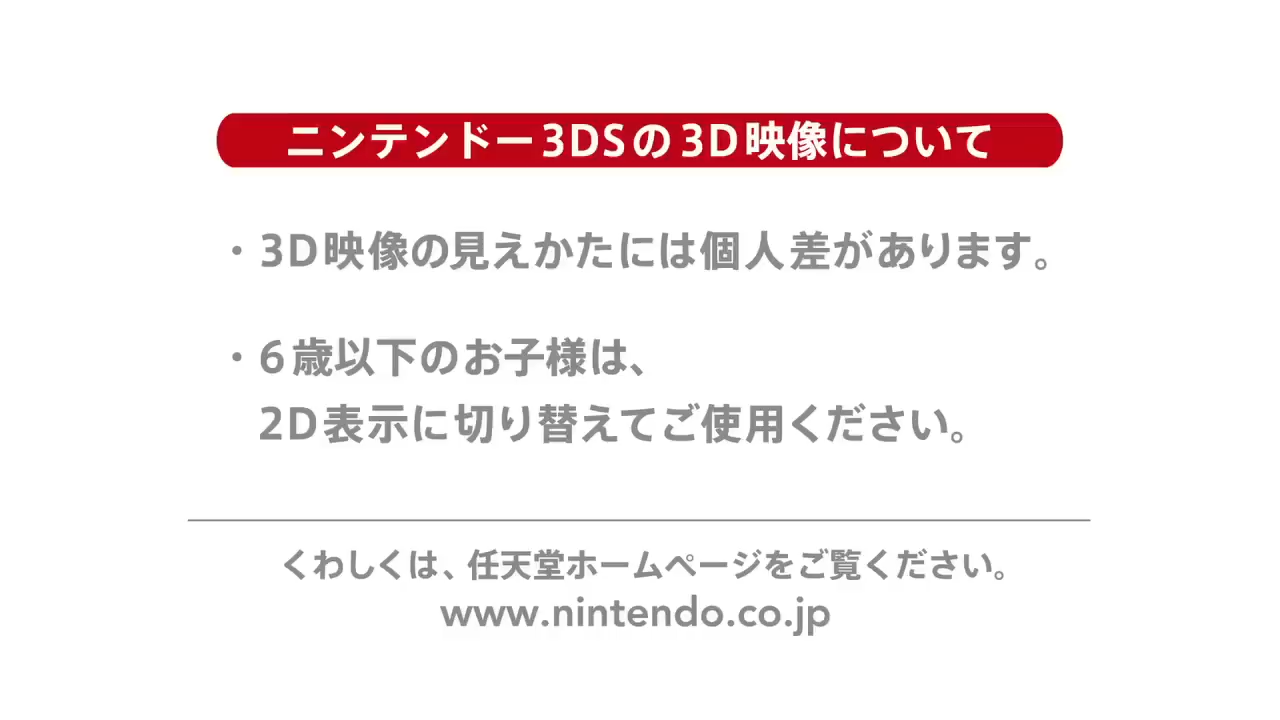 ニンテンドー3DSの3D映像について
・3D映像の見えかたには個人差があります。
・6歳以下のお子様は、
2D表示に切り替えてご使用ください。
くわしくは、任天堂ホームページをご覧ください。
www.nintendo.co.jp